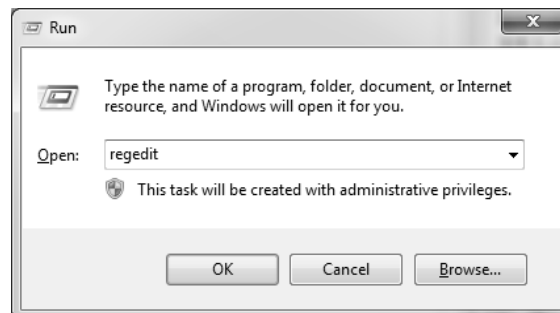 Run
Type the name of a program, folder, document, or Internet
resource, and Windows will open it for you.
Open: regedit
This task will be created with administrative privileges.
OK Cancel Browse...